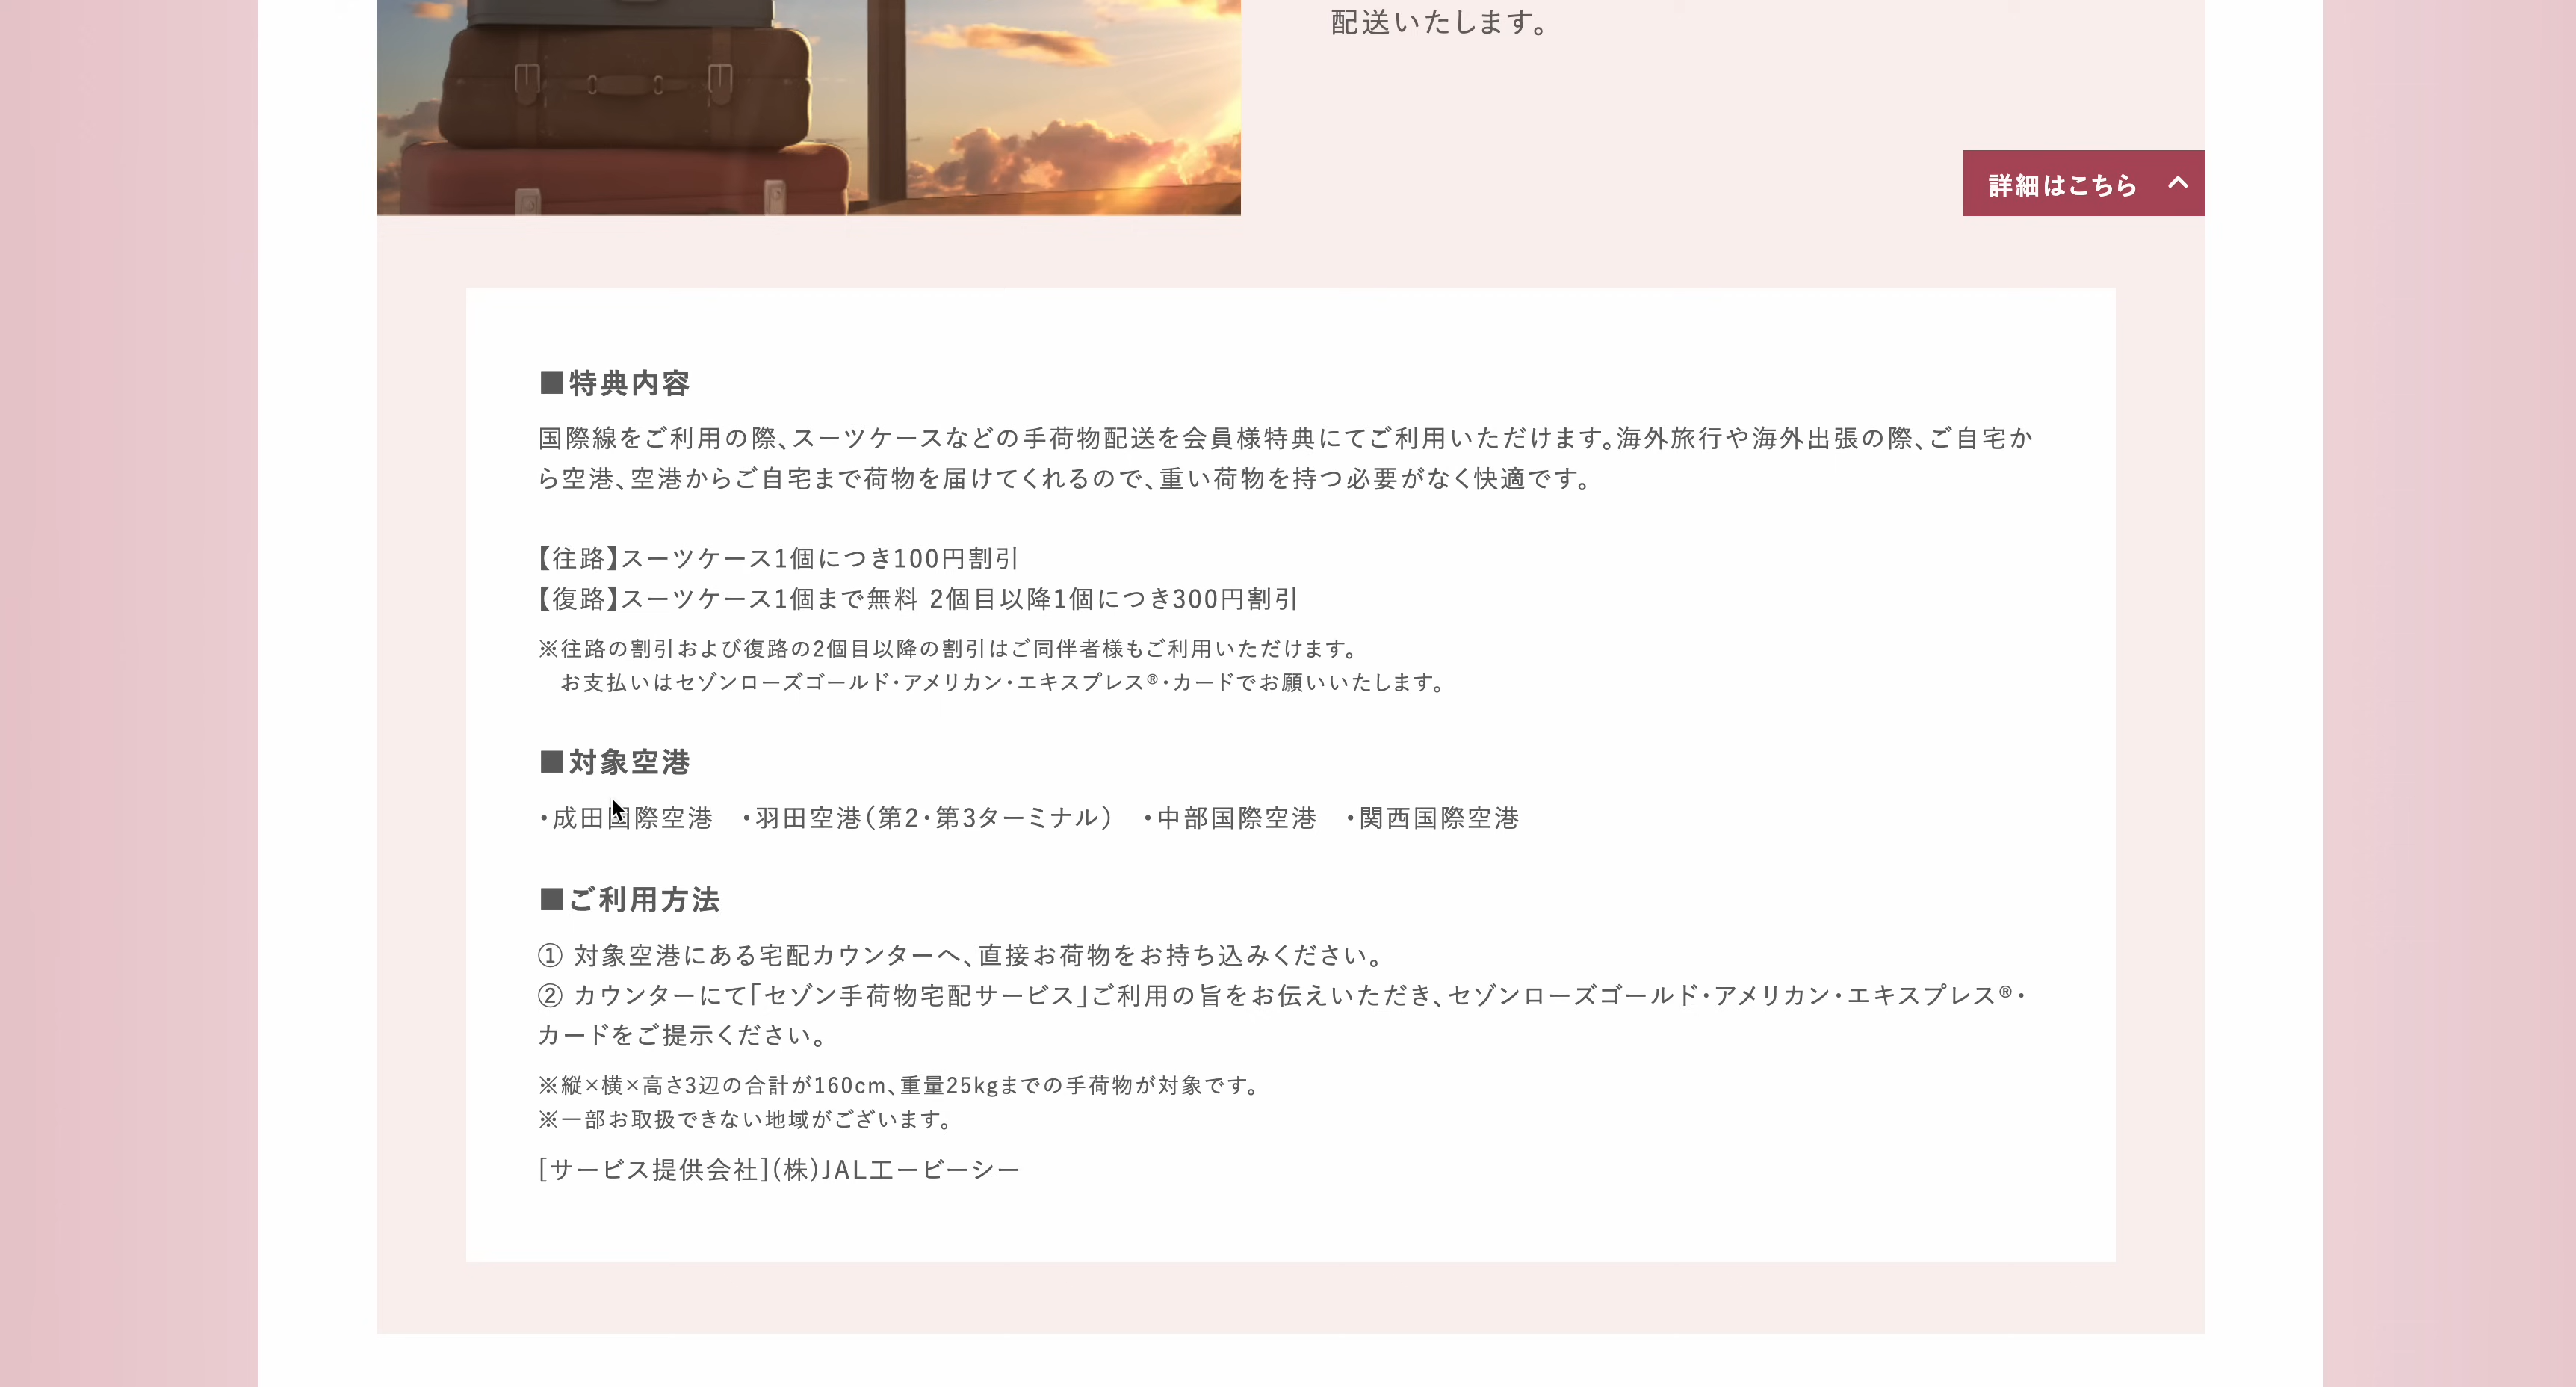 配送いたします。
詳細はこちら
■特典内容
国際線をご利用の際、スーツケースなどの手荷物配送を会員様特典にてご利用いただけます。海外旅行や海外出張の際、ご自宅か
ら空港、空港からご自宅まで荷物を届けてくれるので、重い荷物を持つ必要がなく快適です。
【往路】スーツケース1個につき100円割引
【復路】スーツケース1個まで無料 2個目以降1個につき300円割引
※往路の割引および復路の2個目以降の割引はご同伴者様もご利用いただけます。
お支払いはセゾンローズゴールド・アメリカン・エキスプレス®・カードでお願いいたします。
■対象空港
・成田国際空港　・羽田空港（第2・第3ターミナル）　・中部国際空港　・関西国際空港
■ご利用方法
① 対象空港にある宅配カウンターへ、直接お荷物をお持ち込みください。
② カウンターにて「セゾン手荷物宅配サービス」ご利用の旨をお伝えいただき、セゾンローズゴールド・アメリカン・エキスプレス®・
カードをご提示ください。
※縦×横×高さ3辺の合計が160cm、重量25kgまでの手荷物が対象です。
※一部お取扱できない地域がございます。
［サービス提供会社］（株）JALエービーシー